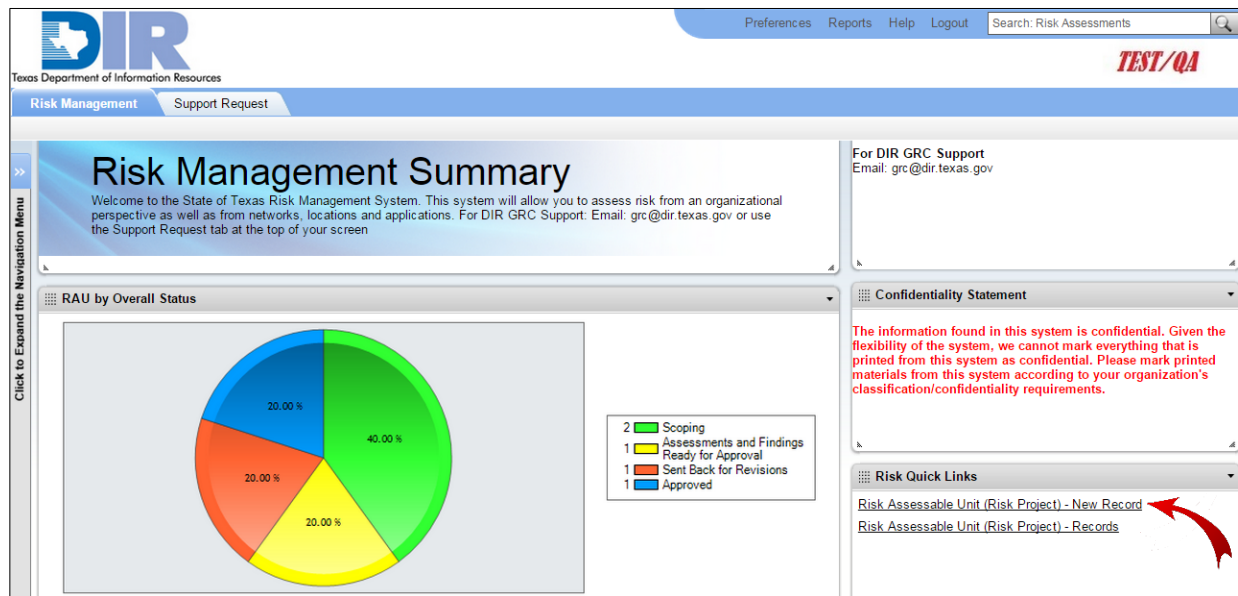 Preferences Reports Help Logout Search: Risk Assessments
DIR
Texas Department of Information Resources
TEST/QA
Risk Management Support Request
>>
Click to Expand the Navigation Menu
Risk Management Summary
Welcome to the State of Texas Risk Management System. This system will allow you to assess risk from an organizational
perspective as well as from networks, locations and applications. For DIR GRC Support: Email: grc@dir.texas.gov or use
the Support Request tab at the top of your screen
For DIR GRC Support
Email: grc@dir.texas.gov
RAU by Overall Status
20.00 %
40.00 %
20.00 %
20.00 %
2 Scoping
1 Assessments and Findings
Ready for Approval
1 Sent Back for Revisions
1 Approved
Confidentiality Statement
The information found in this system is confidential. Given the
flexibility of the system, we cannot mark everything that is
printed from this system as confidential. Please mark printed
materials from this system according to your organization's
classification/confidentiality requirements.
Risk Quick Links
Risk Assessable Unit (Risk Project) - New Record
Risk Assessable Unit (Risk Project) - Records